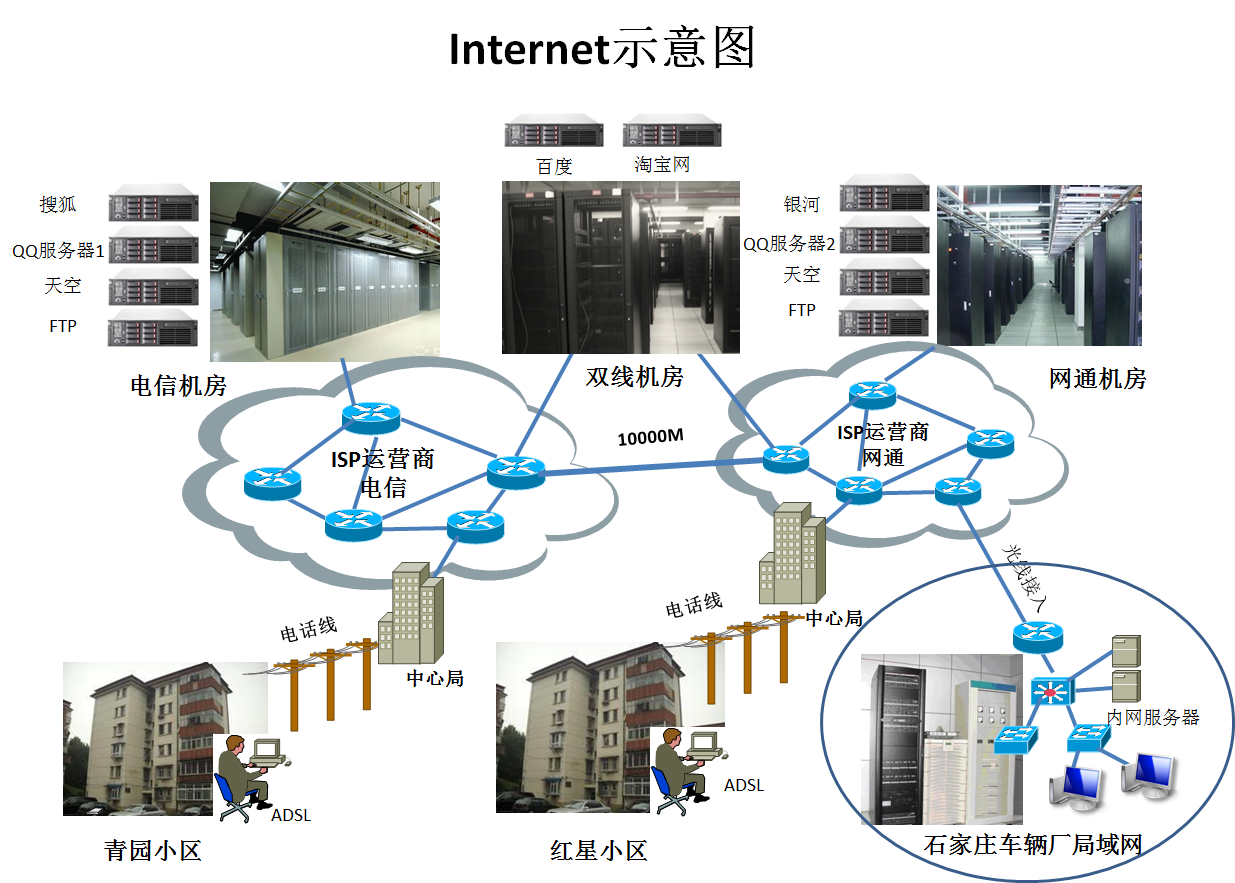 Internet示意图
百度
淘宝网
搜狐
QQ服务器1
天空
FTP
银河
QQ服务器2
天空
FTP
电信机房
双线机房
网通机房
10000M
ISP运营商
电信
ISP运营商
网通
光线接入
电话线
中心局
电话线
中心局
内网服务器
ADSL
ADSL
青园小区
红星小区
石家庄车辆厂局域网